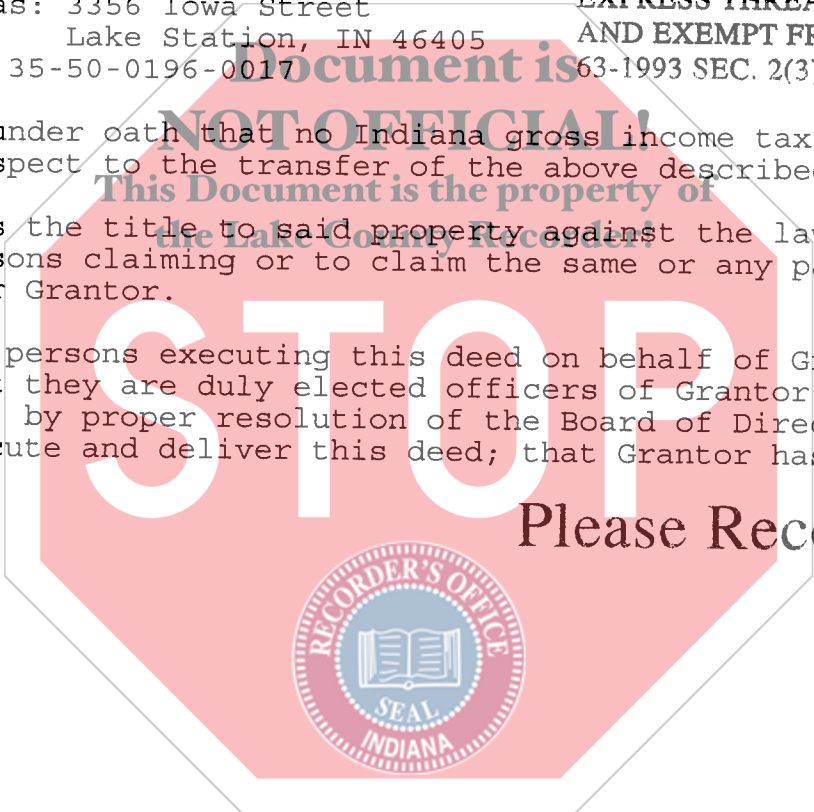 as: 3356 Iowa Street
Lake Station, IN 46405
35-50-0196-0017
AND EXEMPT
63-1993 SEC. 2(3)
Document is
NOT OFFICIAL!
This Document is the property of
the Lake County Recorder!
under oath that no Indiana gross income tax
spect to the transfer of the above described
s the title to said property against the
sons claiming or to claim the same or any
r Grantor.
persons executing this deed on behalf of
they are duly elected officers of Grantor
by proper resolution of the Board of
cute and deliver this deed; that Grantor has
STOP
Please
RECORDER'S OFFICE
SEAL
INDIANA